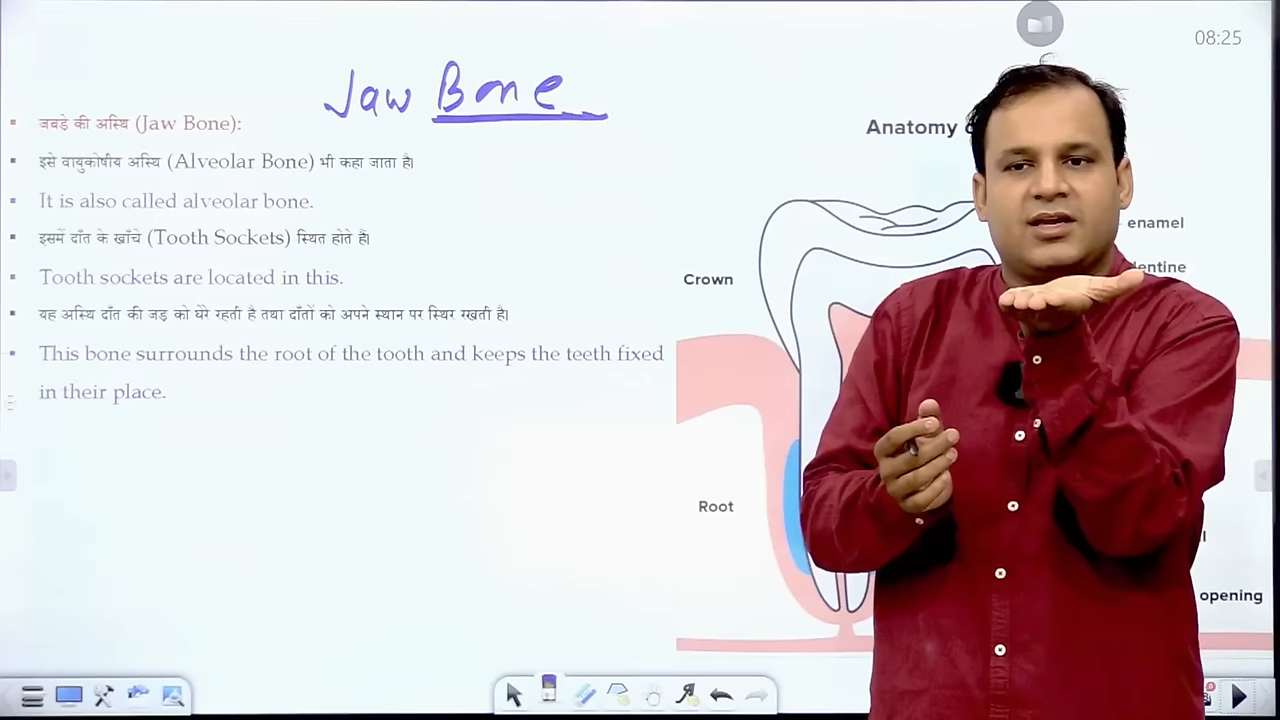 08:25
Jaw Bone
जबड़े की अस्थि (Jaw Bone):
इसे वायुकोषीय अस्थि (Alveolar Bone) भी कहा जाता है।
It is also called alveolar bone.
इसमें दाँत के खाँचे (Tooth Sockets) स्थित होते हैं।
Tooth sockets are located in this.
यह अस्थि दाँत की जड़ को घेरे रहती है तथा दाँतों को अपने स्थान पर स्थिर रखती है।
This bone surrounds the root of the tooth and keeps the teeth fixed
in their place.
Anatomy
enamel
Crown
entine
Root
opening